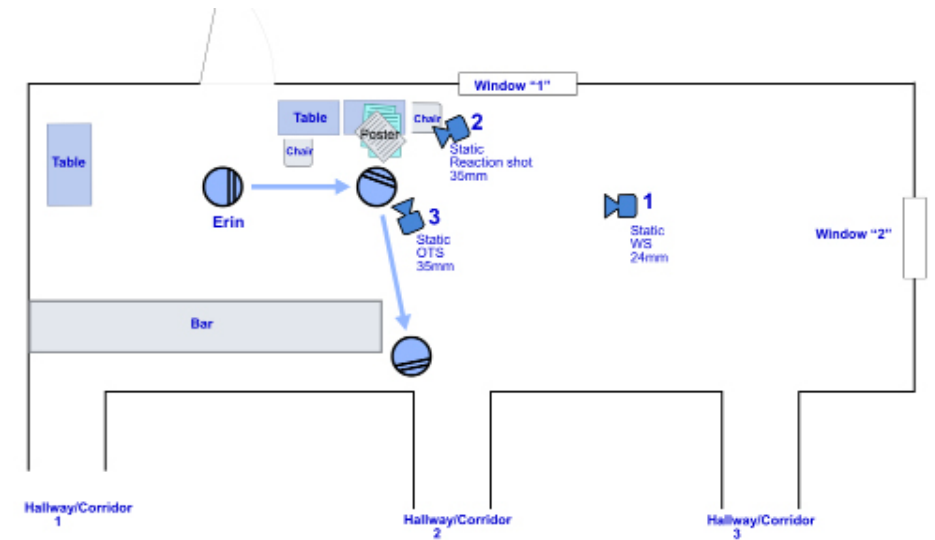 Window “1”
Table
Poster
Chair
2
Static
Reaction shot
35mm
Chair
Table
Erin
1
Static
WS
24mm
3
Static
OTS
35mm
Window “2”
Bar
Hallway/Corridor
1
Hallway/Corridor
2
Hallway/Corridor
3